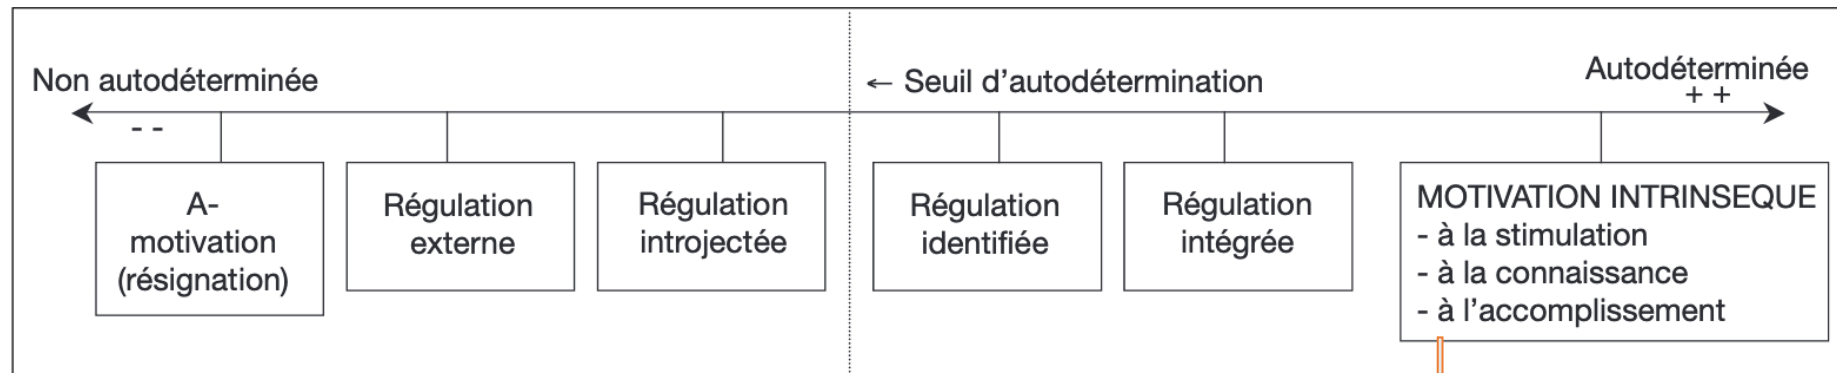 Non autodéterminée
← Seuil d'autodétermination
Autodéterminée
- -
+ +
A-
motivation
(résignation)
Régulation
externe
Régulation
introjectée
Régulation
identifiée
Régulation
intégrée
MOTIVATION INTRINSEQUE
- à la stimulation
- à la connaissance
- à l'accomplissement